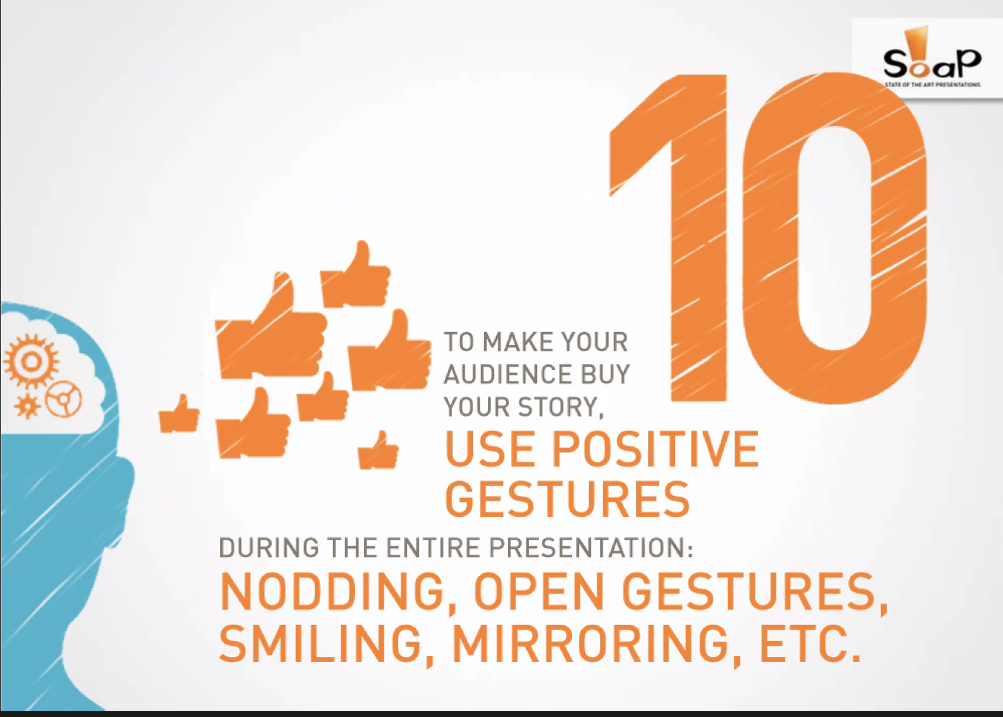 SOAP
STATE OF THE ART PRESENTATIONS
10
TO MAKE YOUR
AUDIENCE BUY
YOUR STORY,
USE POSITIVE
GESTURES
DURING THE ENTIRE PRESENTATION:
NODDING, OPEN GESTURES,
SMILING, MIRRORING, ETC.